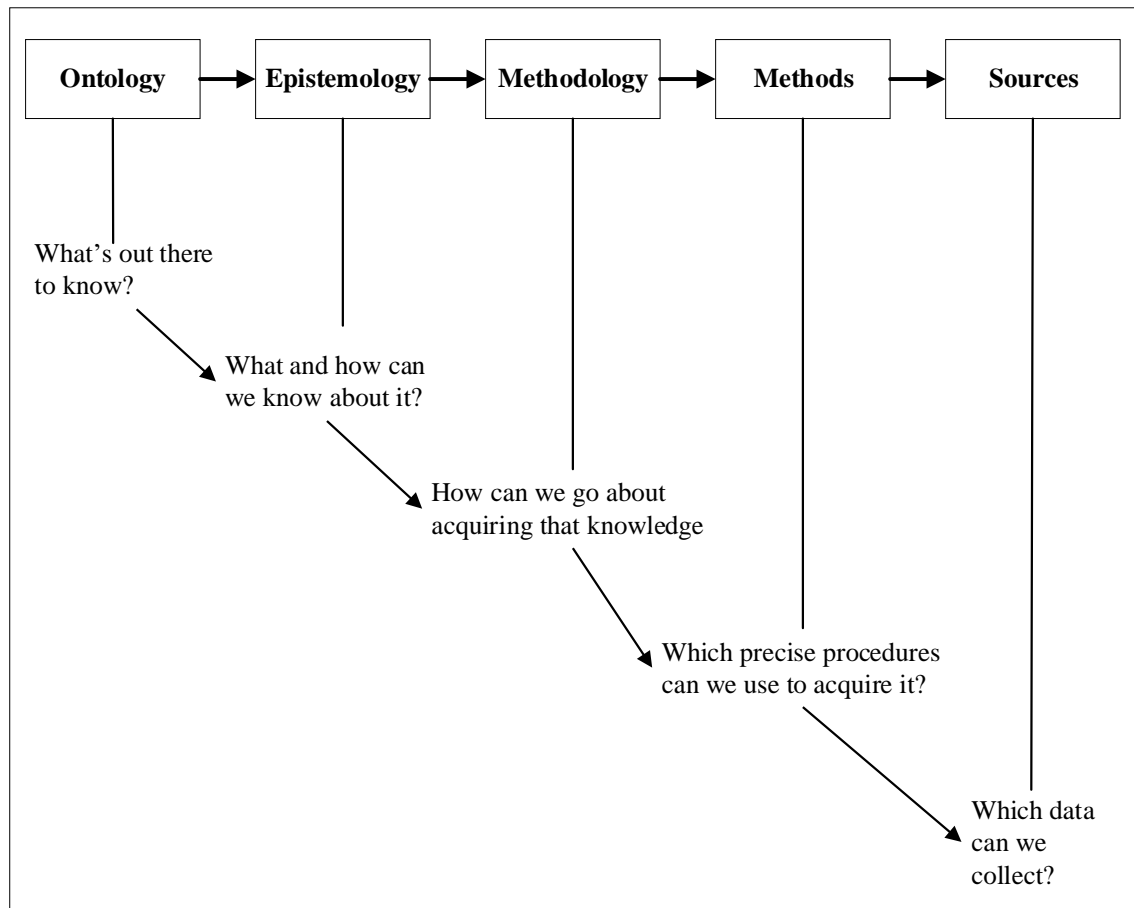 Ontology
Epistemology
Methodology
Methods
Sources
What’s out there
to know?
What and how can
we know about it?
How can we go about
acquiring that knowledge
Which precise procedures
can we use to acquire it?
Which data
can we
collect?